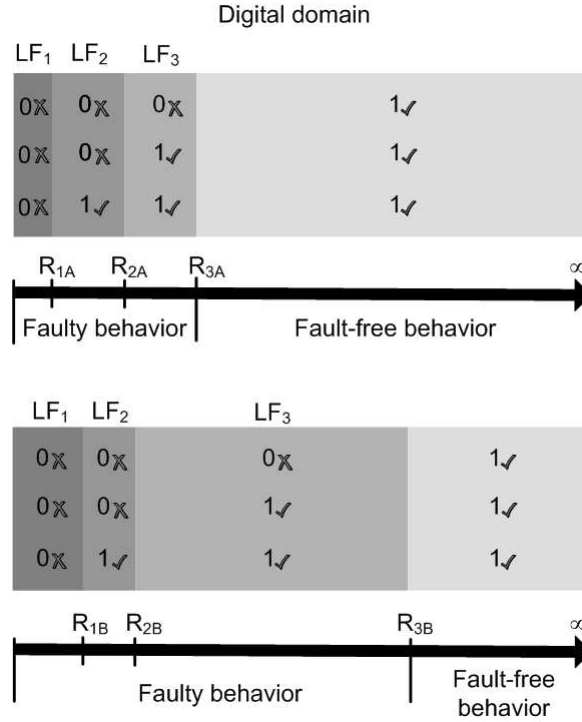 Digital domain
LF₁ LF₂ LF₃
0✗ 0✗ 0✗ 1✓
0✗ 0✗ 1✓ 1✓
0✗ 1✓ 1✓ 1✓
R₁A R₂A R₃A ∞
Faulty behavior Fault-free behavior
LF₁ LF₂ LF₃
0✗ 0✗ 0✗ 1✓
0✗ 0✗ 1✓ 1✓
0✗ 1✓ 1✓ 1✓
R₁B R₂B R₃B ∞
Faulty behavior Fault-free
behavior